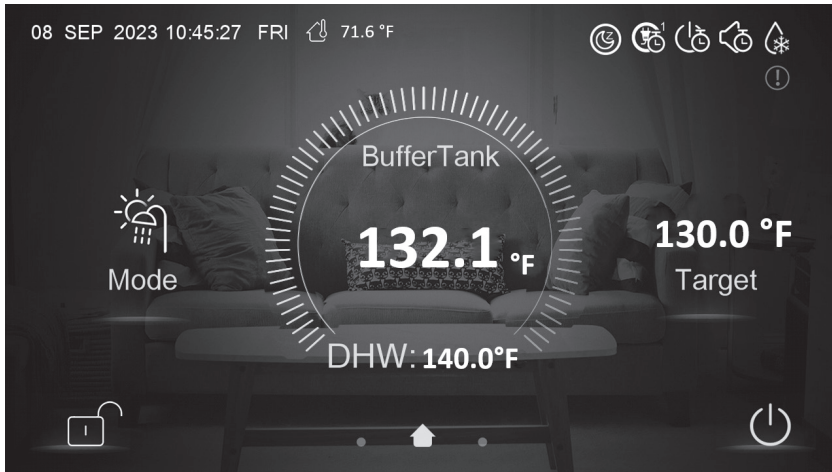 08 SEP 2023 10:45:27 FRI 71.6 °F
1
BufferTank
132.1 °F
130.0 °F
Mode
Target
DHW: 140.0°F